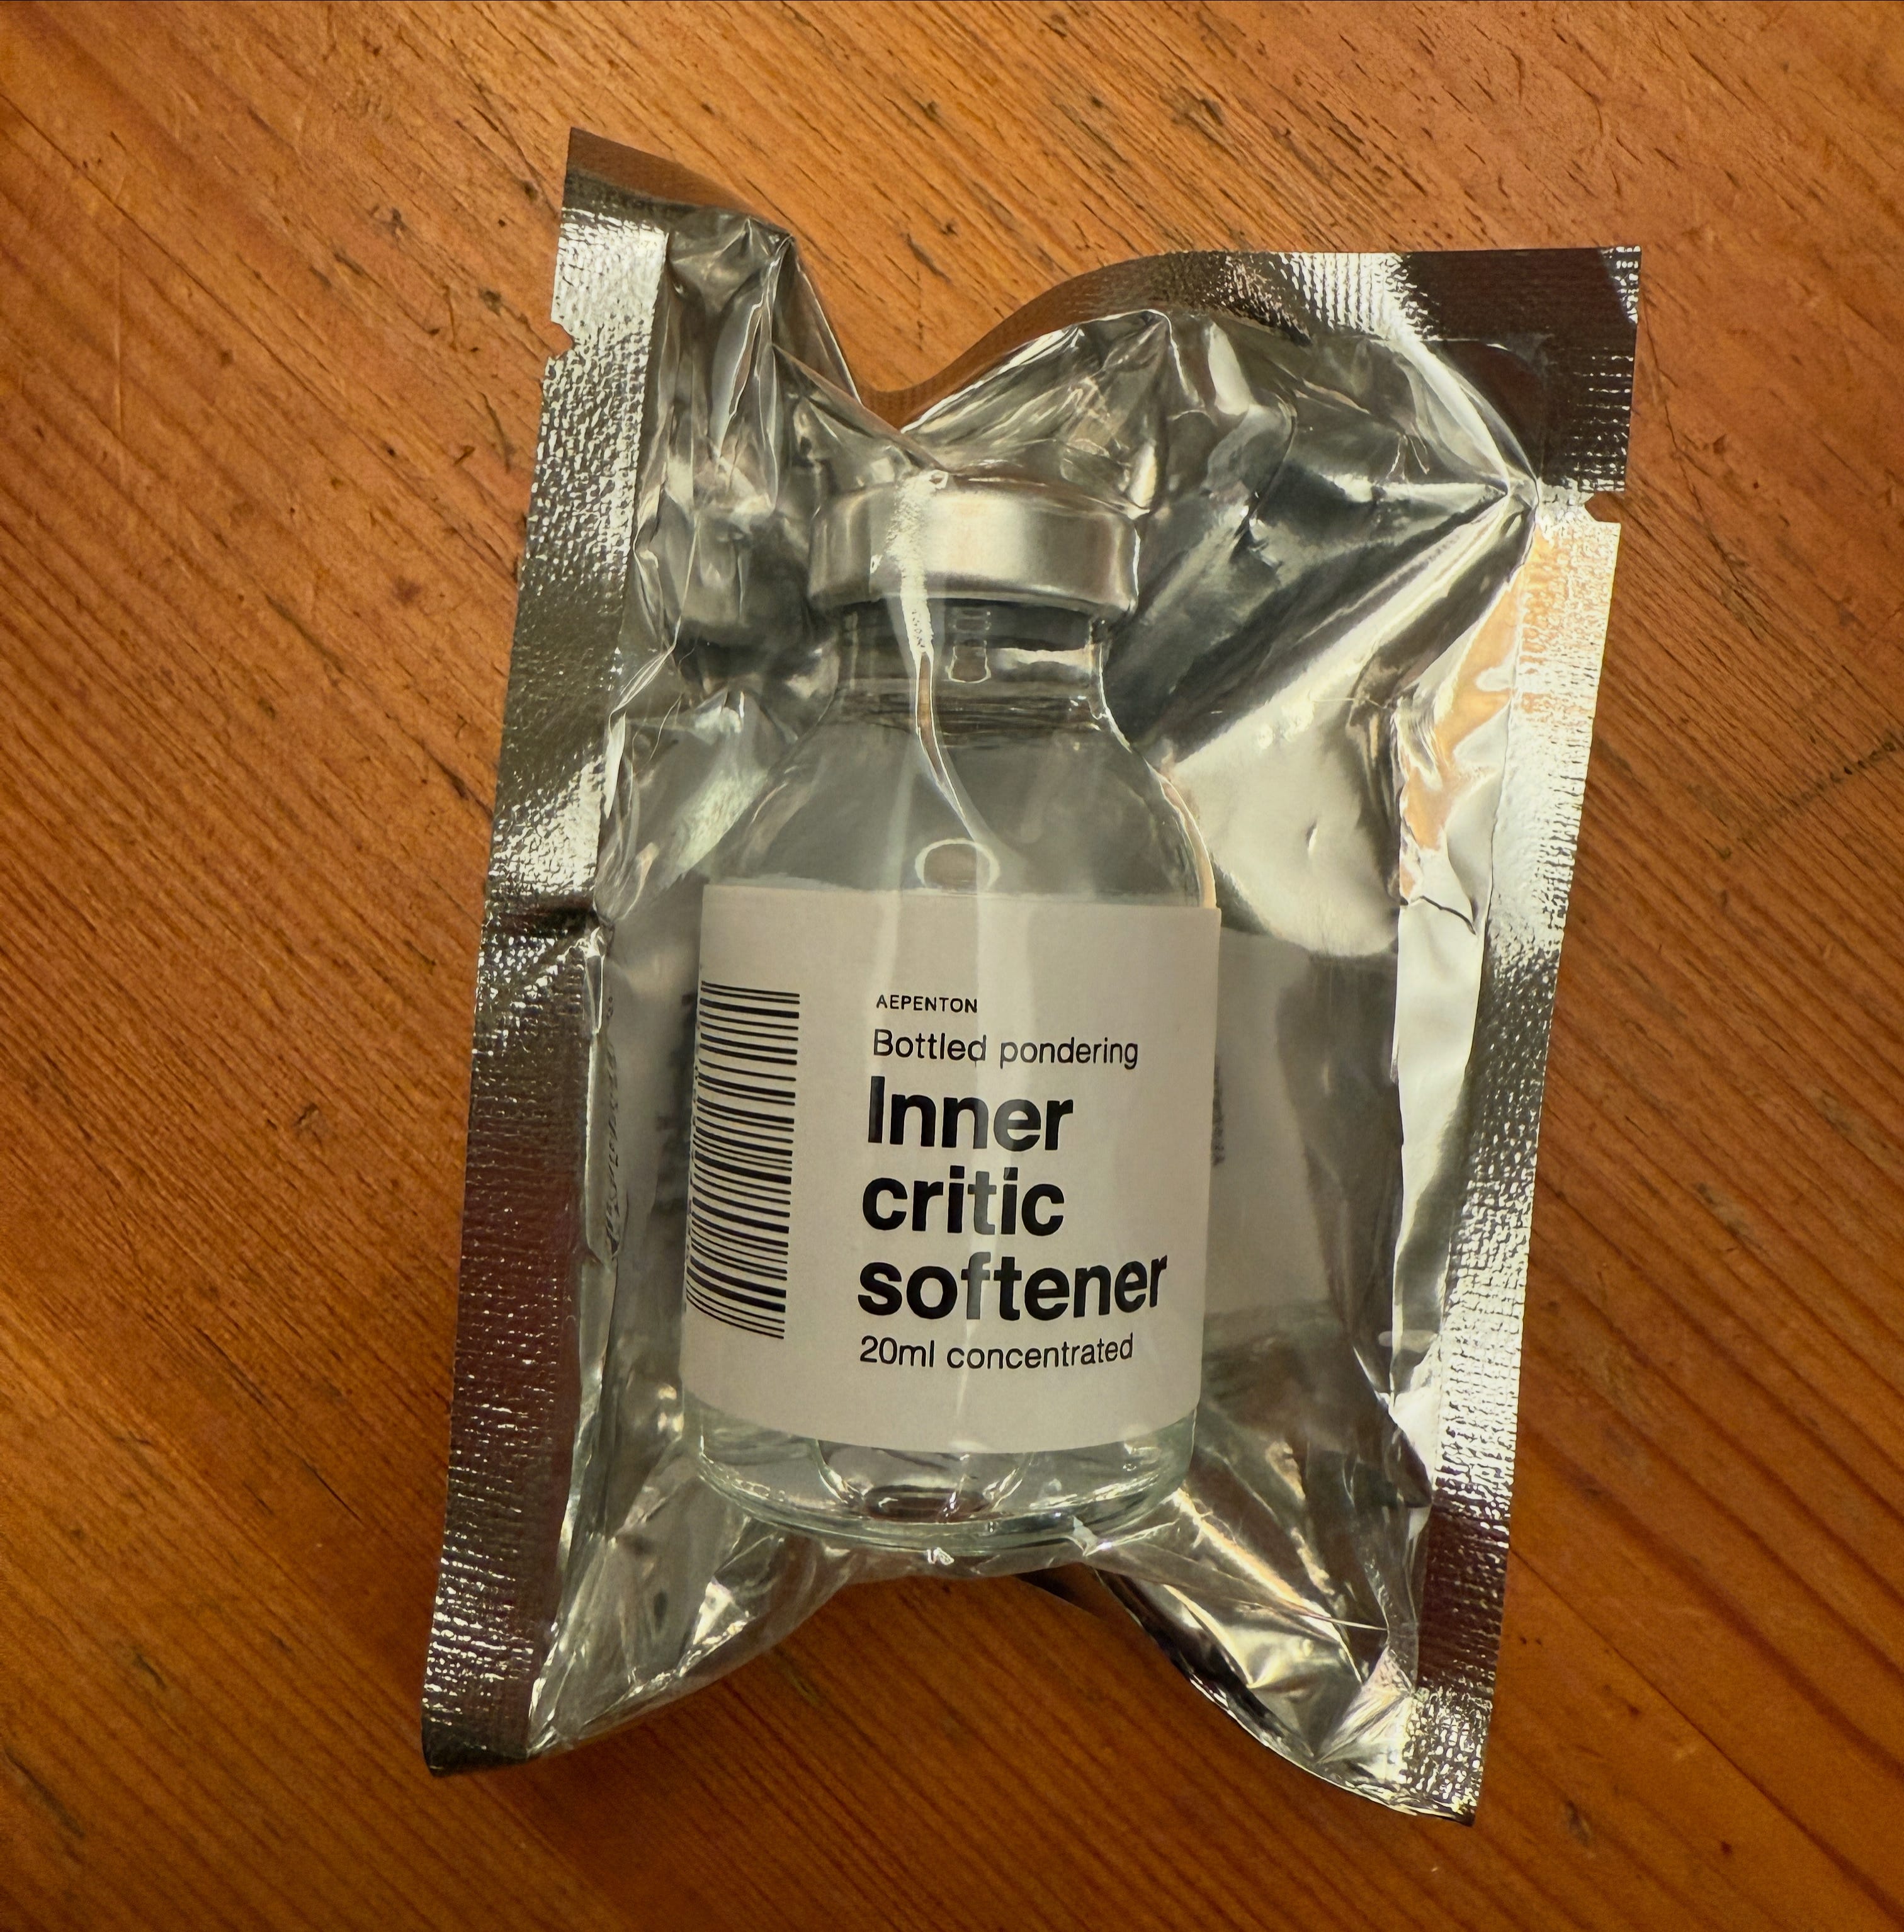 AEPENTON
Bottled pondering
Inner
critic
softener
20ml concentrated